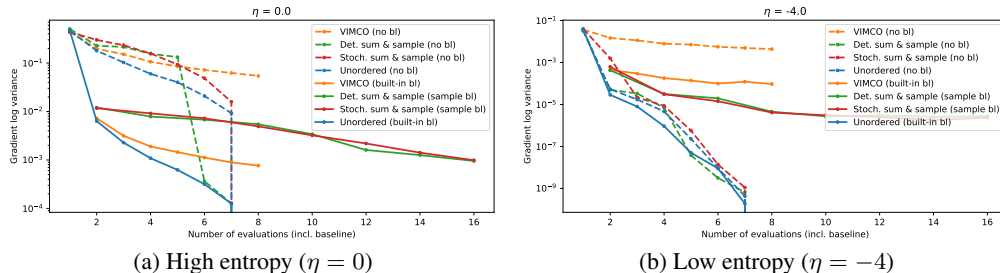 η = 0.0
Gradient log variance
10⁻¹
10⁻²
10⁻³
10⁻⁴
2 4 6 8 10 12 14 16
Number of evaluations (incl. baseline)
VIMCO (no bl)
Det. sum & sample (no bl)
Stoch. sum & sample (no bl)
Unordered (no bl)
VIMCO (built-in bl)
Det. sum & sample (sample bl)
Stoch. sum & sample (sample bl)
Unordered (built-in bl)
(a) High entropy (η = 0)
η = -4.0
Gradient log variance
10⁻¹
10⁻³
10⁻⁵
10⁻⁷
10⁻⁹
2 4 6 8 10 12 14 16
Number of evaluations (incl. baseline)
VIMCO (no bl)
Det. sum & sample (no bl)
Stoch. sum & sample (no bl)
Unordered (no bl)
VIMCO (built-in bl)
Det. sum & sample (sample bl)
Stoch. sum & sample (sample bl)
Unordered (built-in bl)
(b) Low entropy (η = −4)